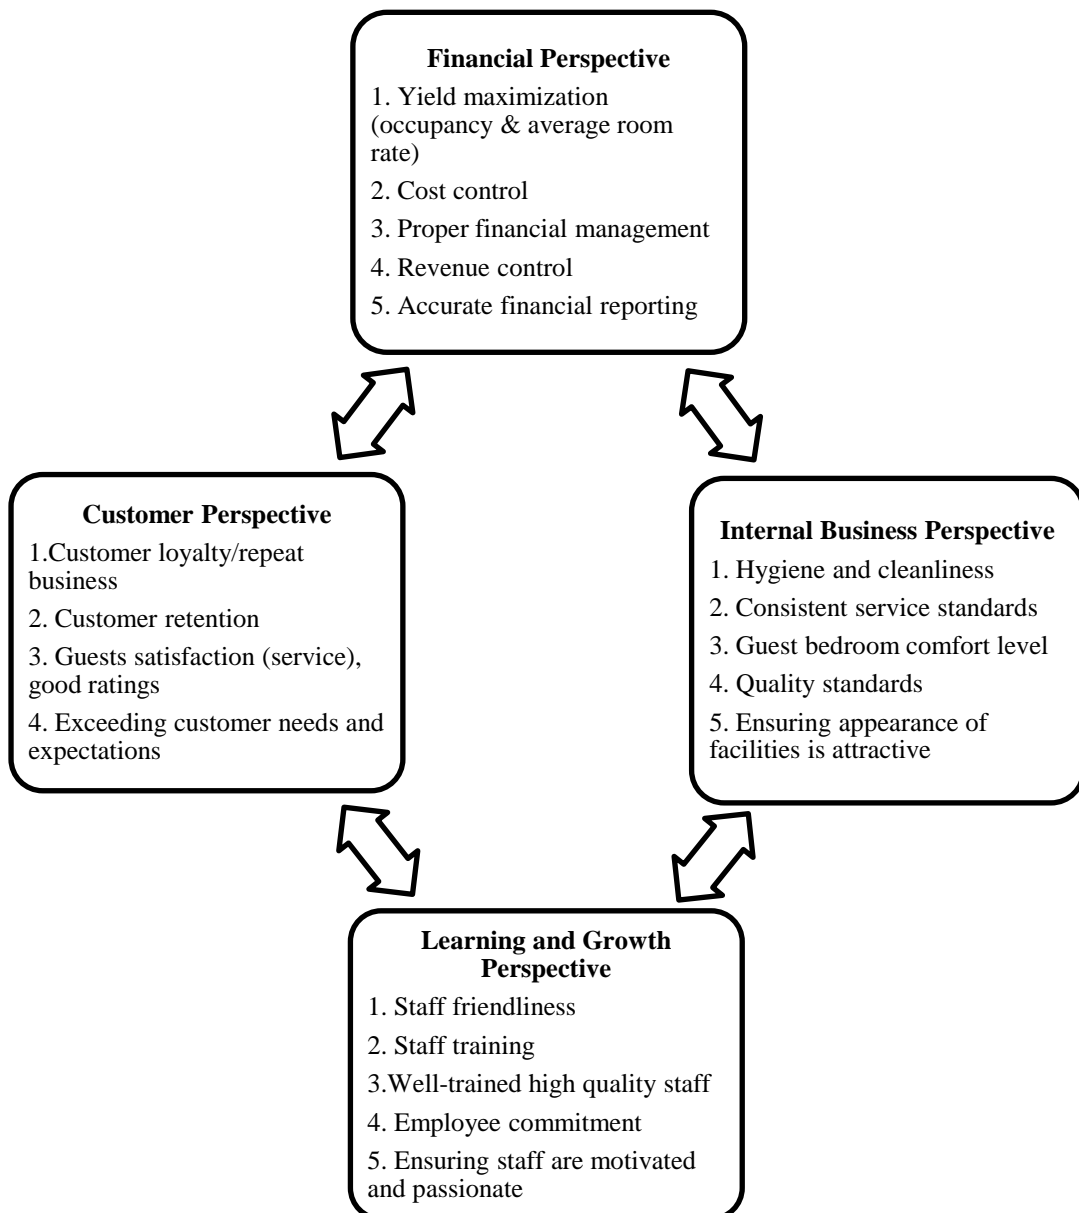 Financial Perspective
1. Yield maximization
(occupancy & average room
rate)
2. Cost control
3. Proper financial management
4. Revenue control
5. Accurate financial reporting
Customer Perspective
1.Customer loyalty/repeat
business
2. Customer retention
3. Guests satisfaction (service),
good ratings
4. Exceeding customer needs and
expectations
Internal Business Perspective
1. Hygiene and cleanliness
2. Consistent service standards
3. Guest bedroom comfort level
4. Quality standards
5. Ensuring appearance of
facilities is attractive
Learning and Growth
Perspective
1. Staff friendliness
2. Staff training
3.Well-trained high quality staff
4. Employee commitment
5. Ensuring staff are motivated
and passionate